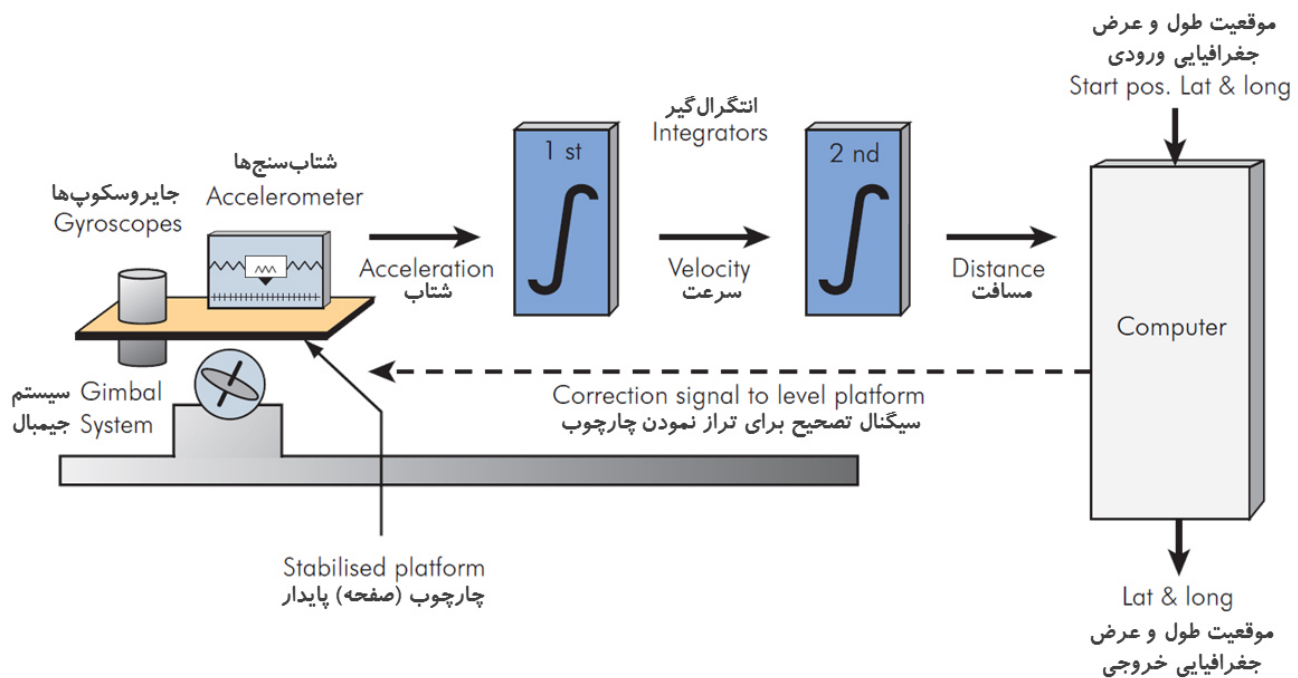 موقعیت طول و عرض
جغرافیایی ورودی
Start pos. Lat & long
انتگرال‌گیر
Integrators
1 st
2 nd
شتاب‌سنج‌ها
Accelerometer
جایروسکوپ‌ها
Gyroscopes
Acceleration
شتاب
Velocity
سرعت
Distance
مسافت
Computer
Correction signal to level platform
سیگنال تصحیح برای تراز نمودن چارچوب
سیستم Gimbal
جیمبال System
Stabilised platform
چارچوب (صفحه) پایدار
Lat & long
موقعیت طول و عرض
جغرافیایی خروجی